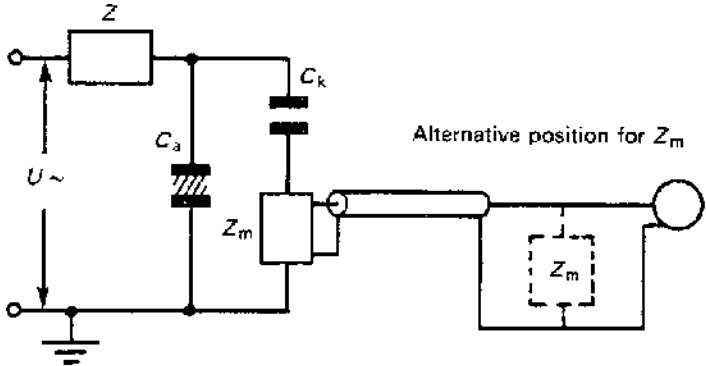 Z
C_k
Alternative position for Z_m
C_a
U ~
Z_m
Z_m